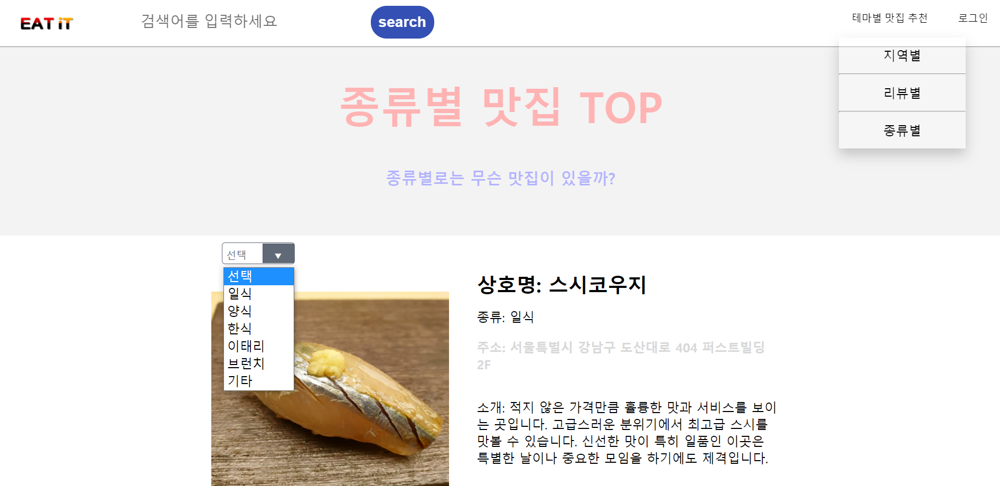 EAT iT
검색어를 입력하세요
search
테마별 맛집 추천
로그인
지역별
리뷰별
종류별
종류별 맛집 TOP
종류별로는 무슨 맛집이 있을까?
선택
▼
선택
일식
양식
한식
이태리
브런치
기타
상호명: 스시코우지
종류: 일식
주소: 서울특별시 강남구 도산대로 404 퍼스트빌딩
2F
소개: 적지 않은 가격만큼 훌륭한 맛과 서비스를 보이
는 곳입니다. 고급스러운 분위기에서 최고급 스시를
맛볼 수 있습니다. 신선한 맛이 특히 일품인 이곳은
특별한 날이나 중요한 모임을 하기에도 제격입니다.